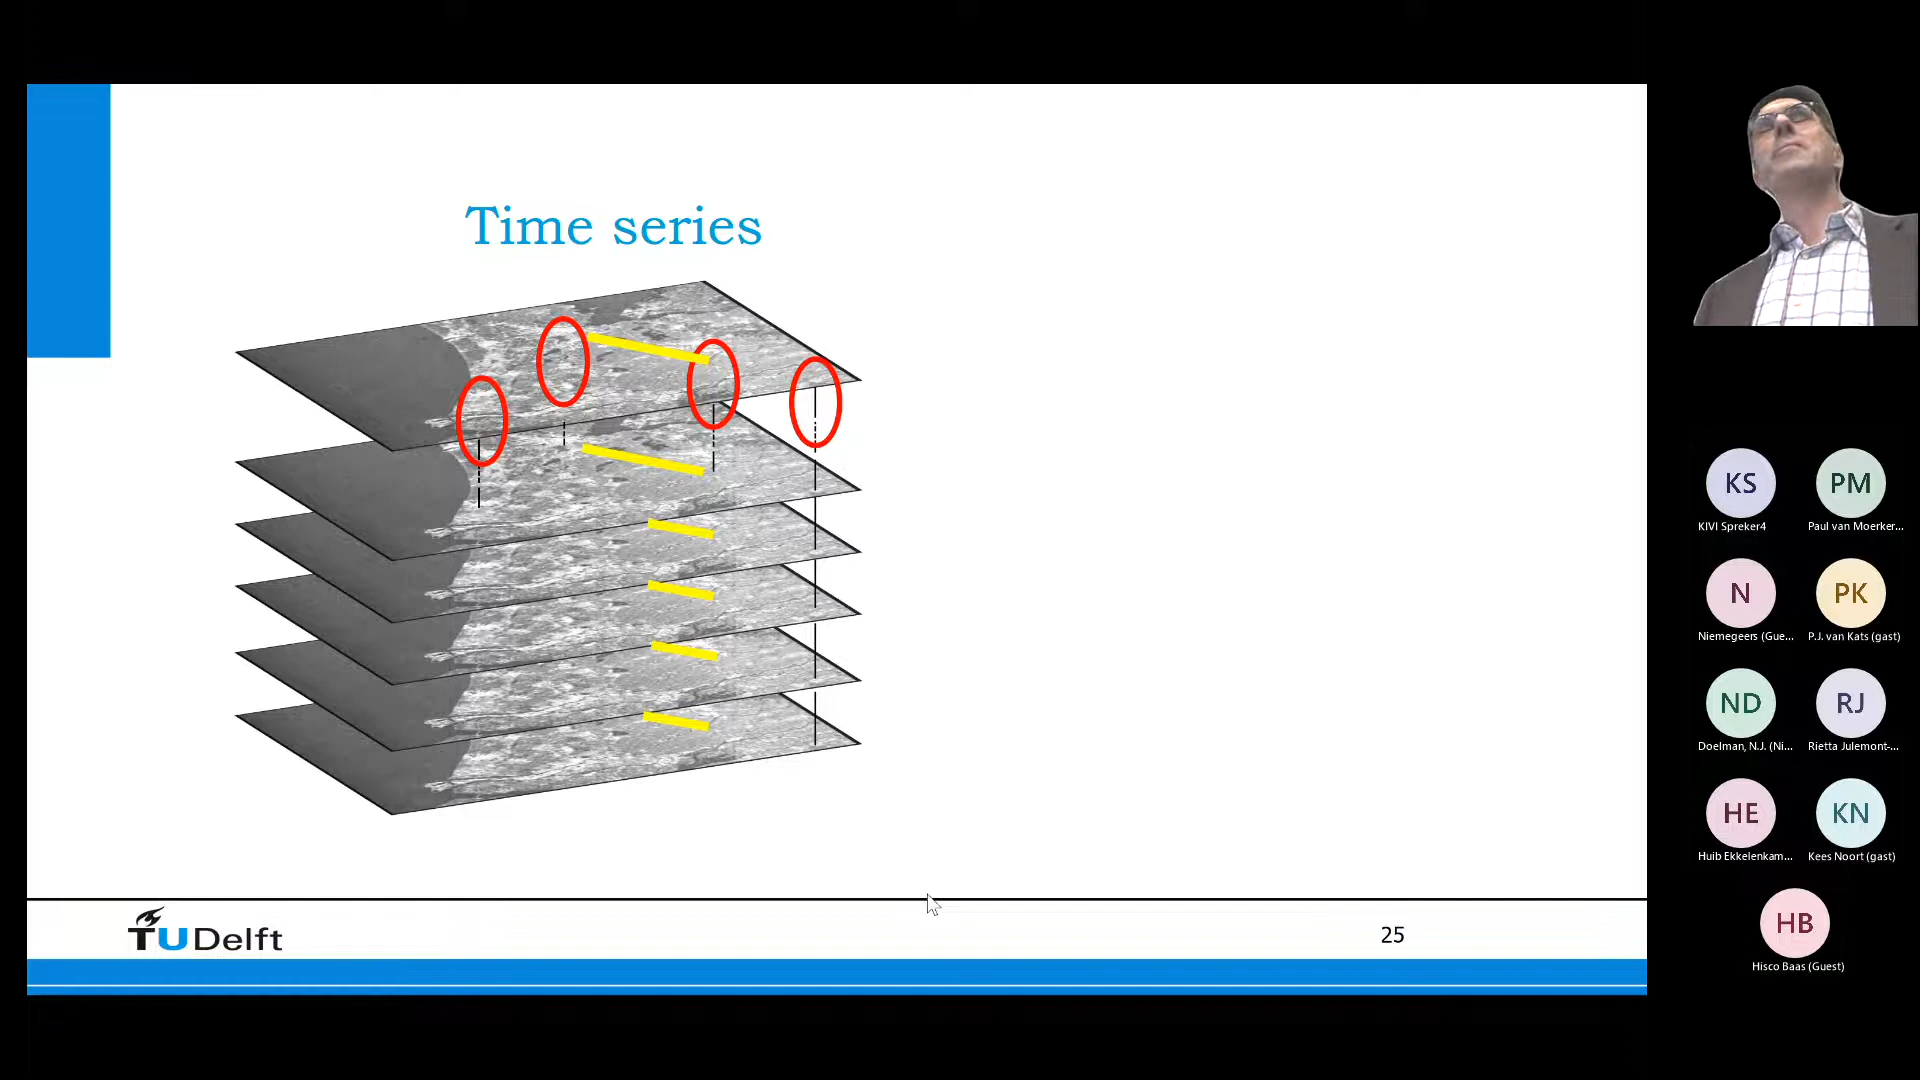 Time series
TU Delft
25
KS
KIVI Spreker4
PM
Paul van Moerker...
N
Niemegeers (Gue...
PK
P.J. van Kats (gast)
ND
Doelman, N.J. (Ni...
RJ
Rietta Julemont-...
HE
Huib Ekkelenkam...
KN
Kees Noort (gast)
HB
Hisco Baas (Guest)